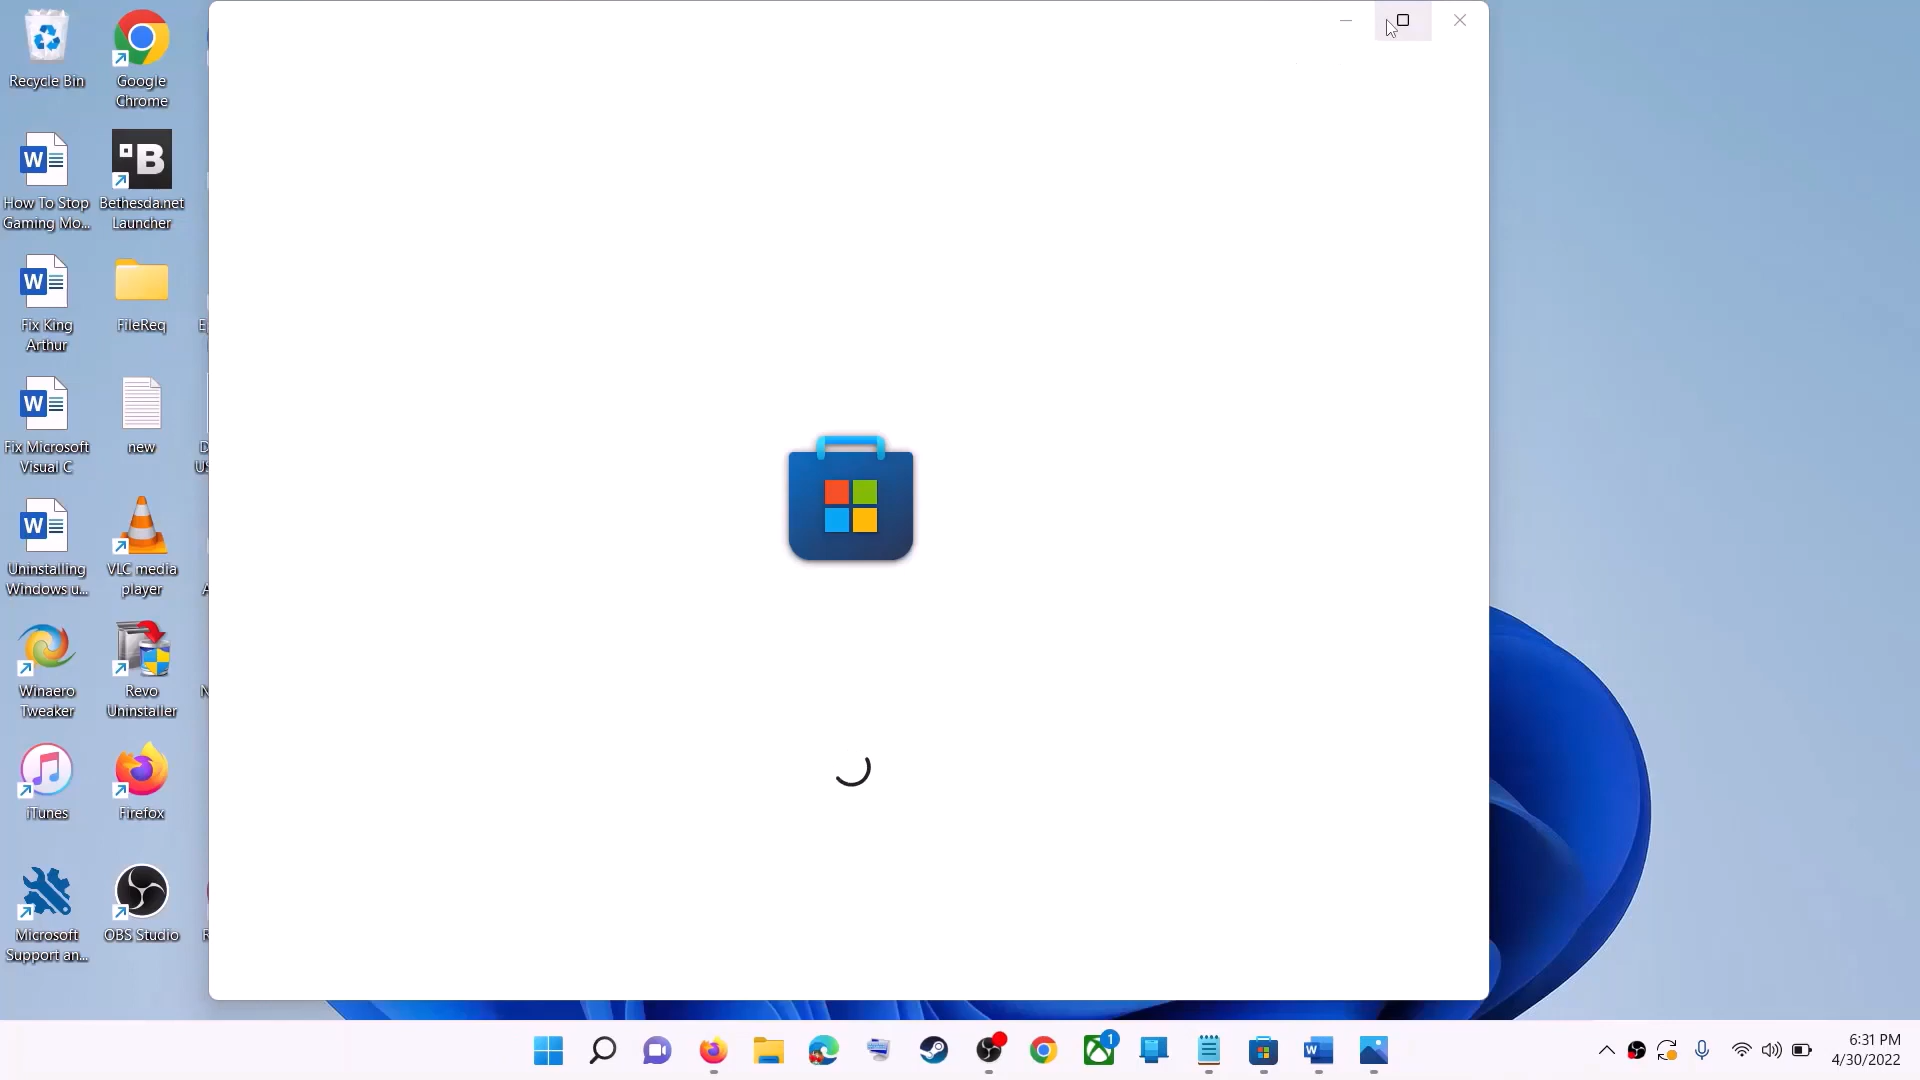 Recycle Bin
Google
Chrome
How To Stop
Gaming Mo...
Bethesda.net
Launcher
Fix King
Arthur
FileReq
Fix Microsoft
Visual C
new
Uninstalling
Windows u...
VLC media
player
Winaero
Tweaker
Revo
Uninstaller
iTunes
Firefox
Microsoft
Support an...
OBS Studio
1
6:31 PM
4/30/2022